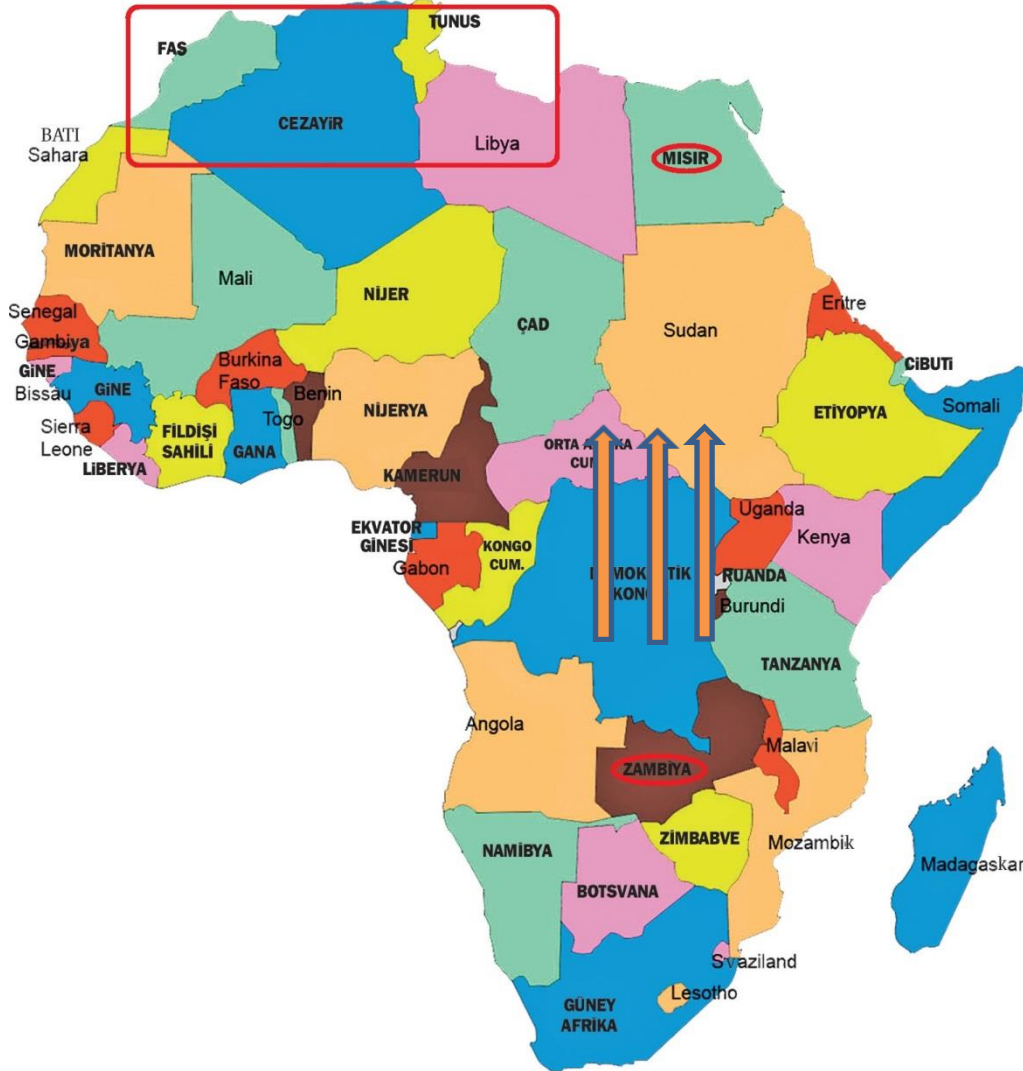 TUNUS
FAS
CEZAYİR
Libya
MISIR
BATI
Sahara
MORİTANYA
Mali
NİJER
ÇAD
Sudan
Eritre
Senegal
Gambiya
GİNE
Bissau
GİNE
Sierra
Leone
LİBERYA
FİLDİŞİ
SAHİLİ
Burkina
Faso
GANA
Togo
Benin
NİJERYA
KAMERUN
ORTA
CUM
CİBUTİ
Somali
ETİYOPYA
EKVATOR
GİNESİ
Gabon
KONGO
CUM.
Uganda
Kenya
RUANDA
Burundi
TANZANYA
Angola
ZAMBİYA
Malavi
Mozambik
Madagaskar
NAMİBYA
ZİMBABVE
BOTSVANA
Svaziland
Lesotho
GÜNEY
AFRİKA